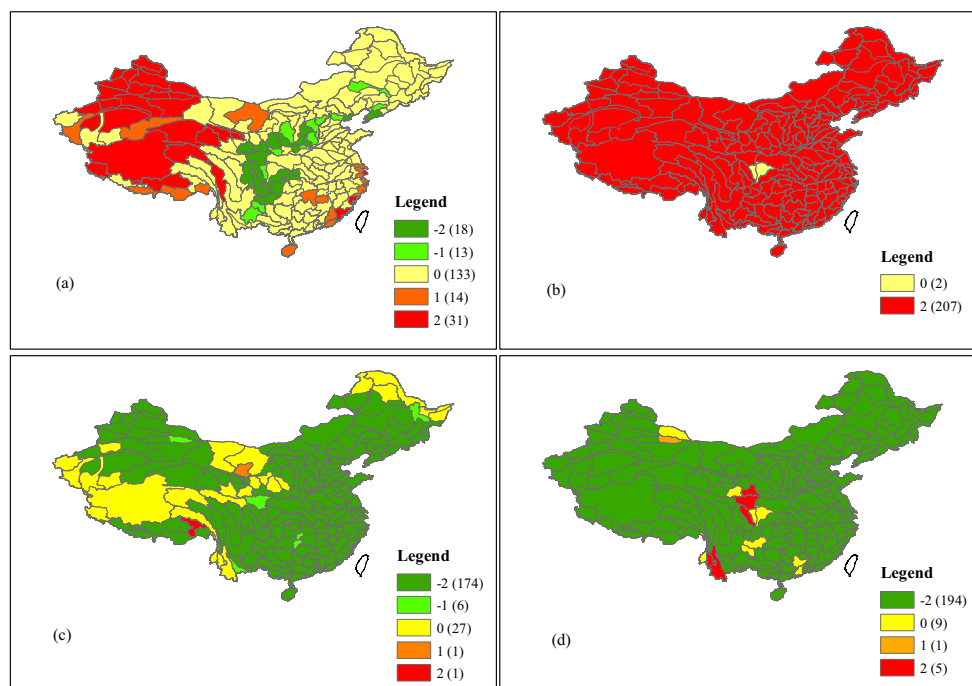 Legend
-2 (18)
-1 (13)
0 (133)
1 (14)
2 (31)
(a)
Legend
0 (2)
2 (207)
(b)
Legend
-2 (174)
-1 (6)
0 (27)
1 (1)
2 (1)
(c)
Legend
-2 (194)
0 (9)
1 (1)
2 (5)
(d)